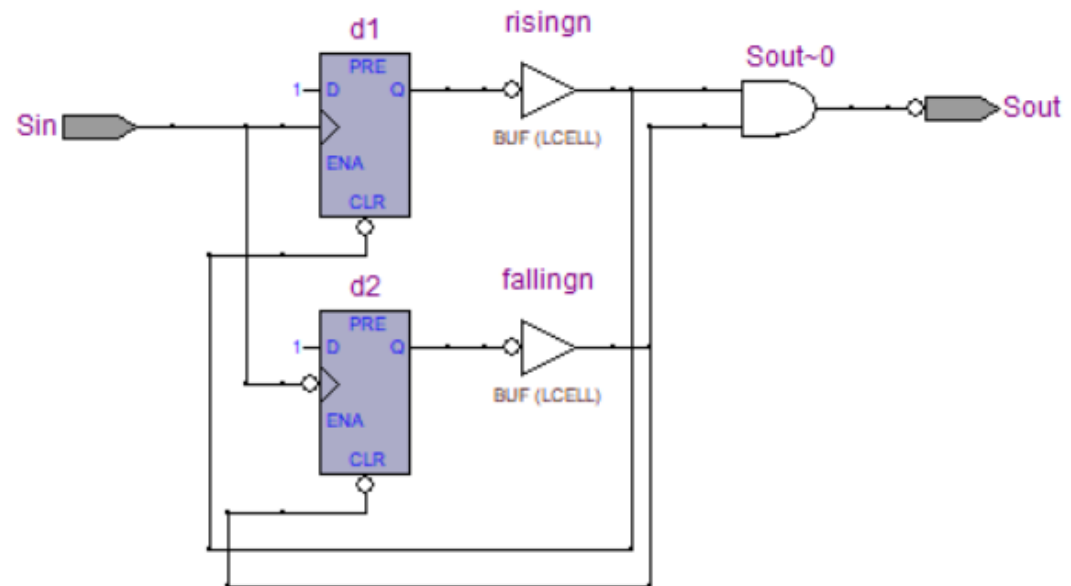 d1
risingn
Sout~0
PRE
1 D Q
Sin
Sout
BUF (LCELL)
ENA
CLR
d2
fallingn
PRE
1 D Q
BUF (LCELL)
ENA
CLR